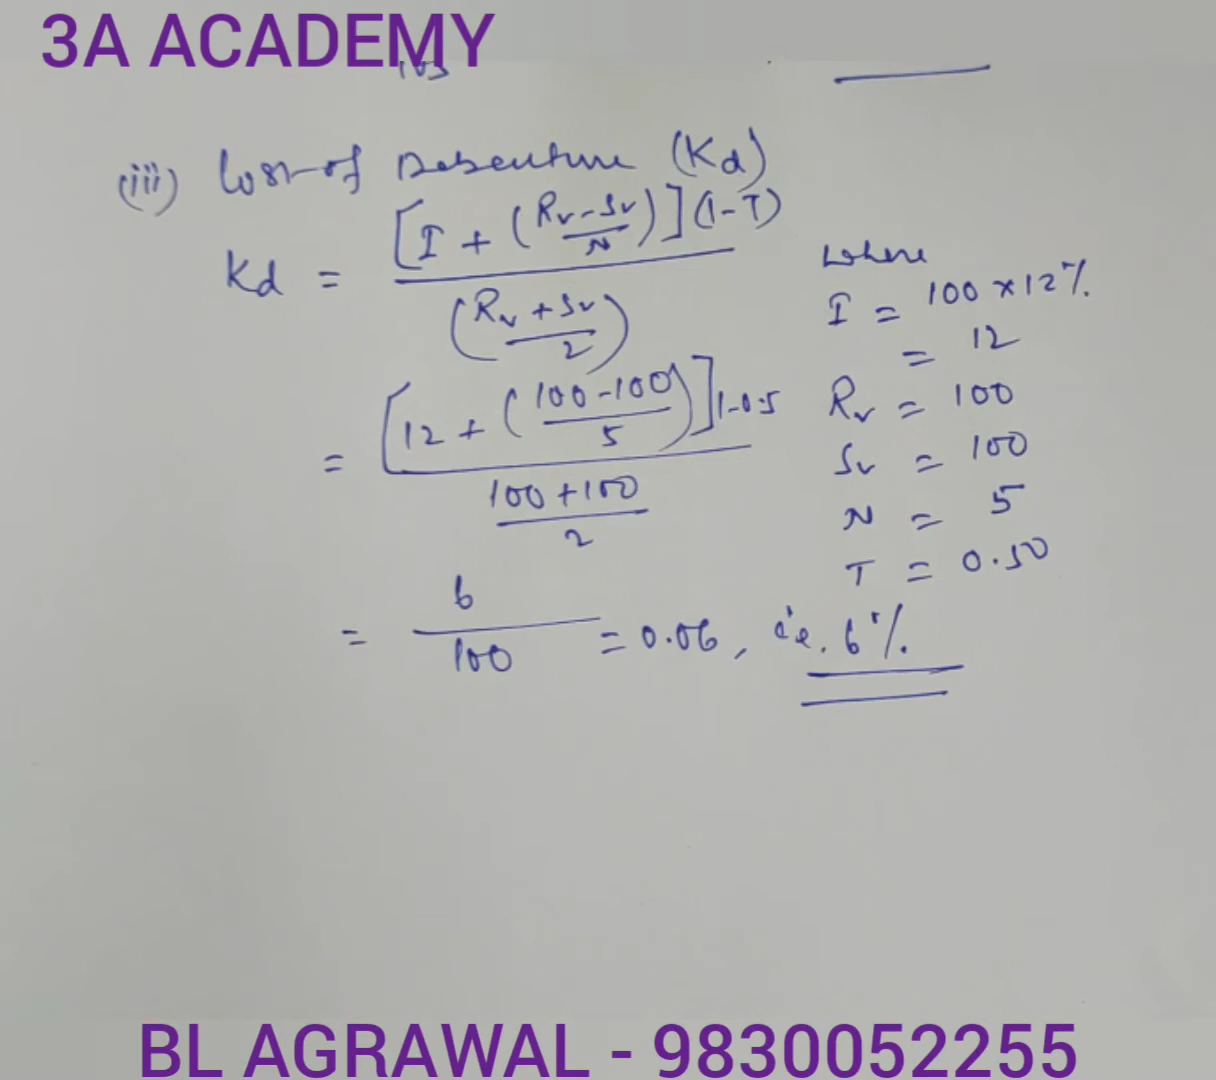 3A ACADEMY
103
(iii) Cost of Debenture (Kd)
Kd = [I + (Rv - Sv / N)] (1-T) / (Rv + Sv / 2)
= [12 + (100-100 / 5)] 1-0.5 / 100+100 / 2
= 6 / 100 = 0.06, i.e. 6%
where
I = 100 x 12%
= 12
Rv = 100
Sv = 100
N = 5
T = 0.50
BL AGRAWAL - 9830052255